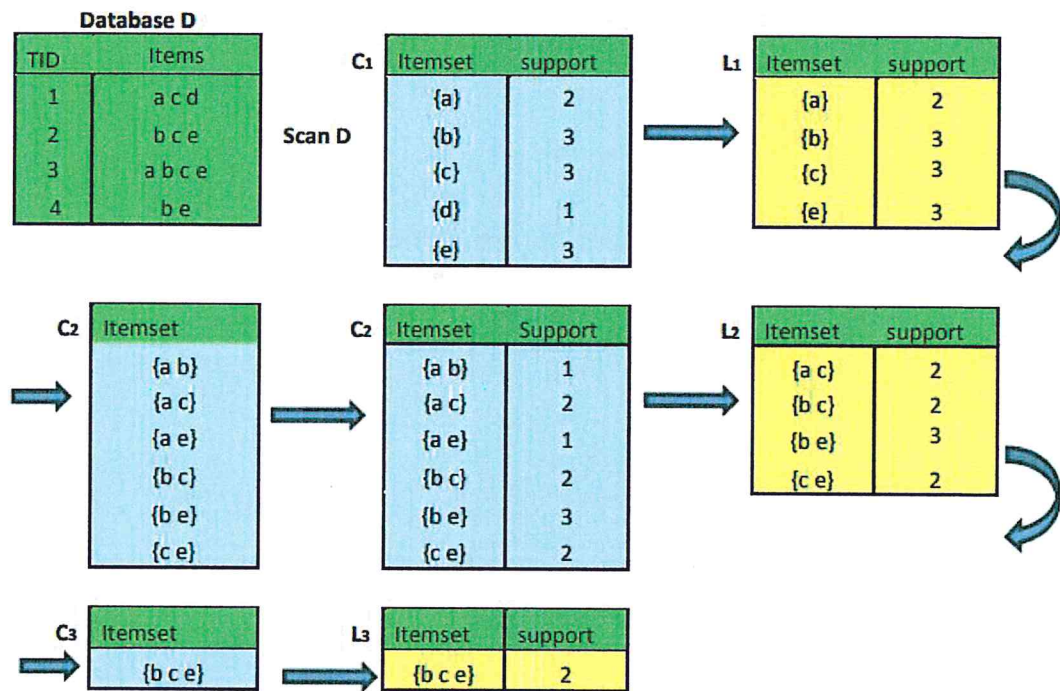 Database D
TID Items
1 a c d
2 b c e
3 a b c e
4 b e
Scan D
C1 Itemset support
{a} 2
{b} 3
{c} 3
{d} 1
{e} 3
L1 Itemset support
{a} 2
{b} 3
{c} 3
{e} 3
C2 Itemset
{a b}
{a c}
{a e}
{b c}
{b e}
{c e}
C2 Itemset Support
{a b} 1
{a c} 2
{a e} 1
{b c} 2
{b e} 3
{c e} 2
L2 Itemset support
{a c} 2
{b c} 2
{b e} 3
{c e} 2
C3 Itemset
{b c e}
L3 Itemset support
{b c e} 2